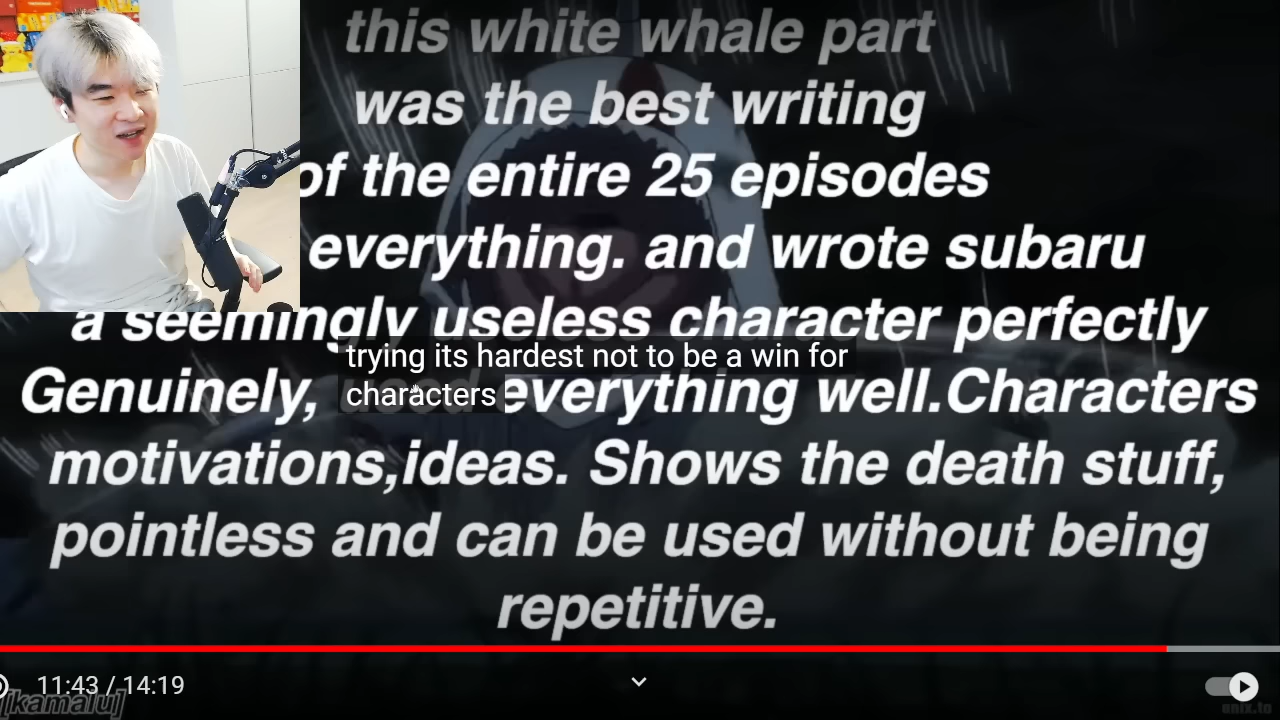 this white whale part
was the best writing
of the entire 25 episodes
everything. and wrote subaru
a seemingly useless character perfectly
trying its hardest not to be a win for
Genuinely, everything well.Characters
characters
motivations,ideas. Shows the death stuff,
pointless and can be used without being
repetitive.
11:43 / 14:19
[kamalu]